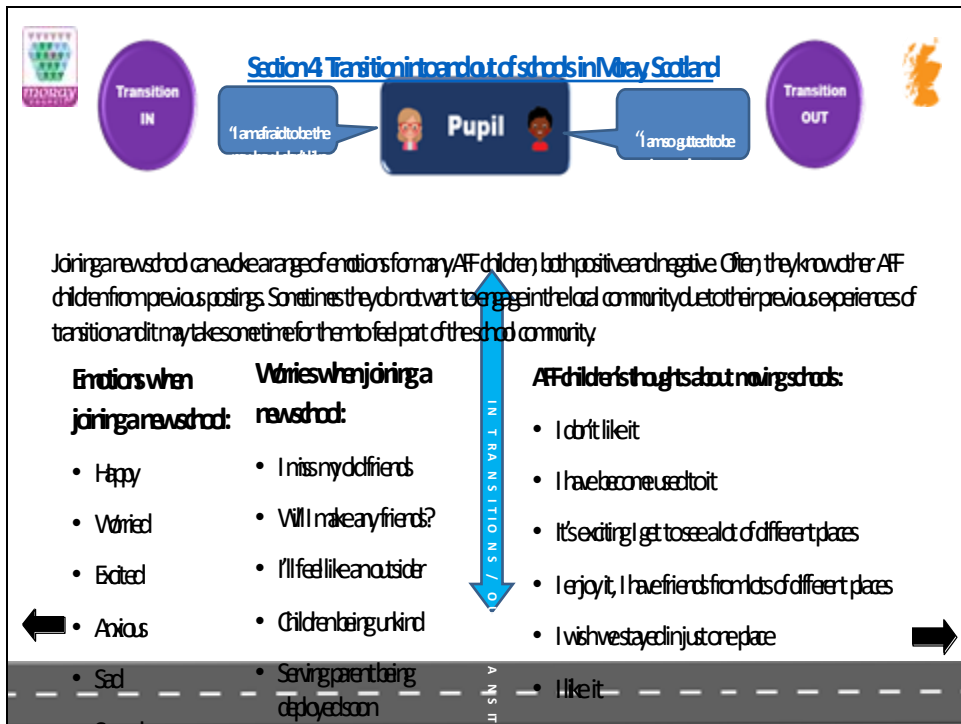 Section 4: Transition into and out of schools in Moray, Scotland
moray
COUNCIL
Transition
IN
"I am afraid to be the
Pupil
"I am so gutted to be
Transition
OUT
Joining a new school can evoke a range of emotions for many AFF children, both positive and negative. Often, they know other AFF
children from previous postings. Sometimes they do not want to engage in the local community due to their previous experiences of
transition and it may take some time for them to feel part of the school community.
Emotions when
joining a new school:
• Happy
• Worried
• Excited
• Anxious
• Sad
Worries when joining a
new school:
• I miss my old friends
• Will I make any friends?
• I'll feel like an outsider
• Children being unkind
• Serving parent being
deployed soon
IN TRANSITIONS / O
ANSIT
AFF children's thoughts about moving schools:
• I don't like it
• I have become used to it
• It's exciting I get to see a lot of different places
• I enjoy it, I have friends from lots of different places
• I wish we stayed in just one place
• I like it